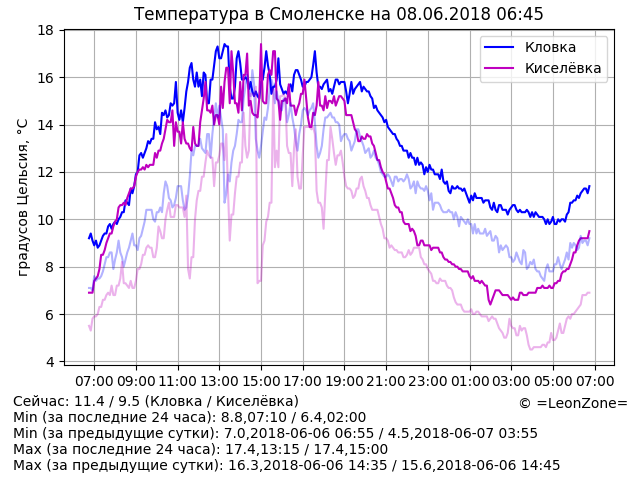 Температура в Смоленске на 08.06.2018 06:45
18
16
14
12
10
8
6
4
градусов Цельсия, °C
Кловка
Киселёвка
07:00 09:00 11:00 13:00 15:00 17:00 19:00 21:00 23:00 01:00 03:00 05:00 07:00
© =LeonZone=
Сейчас: 11.4 / 9.5 (Кловка / Киселёвка)
Min (за последние 24 часа): 8.8,07:10 / 6.4,02:00
Min (за предыдущие сутки): 7.0,2018-06-06 06:55 / 4.5,2018-06-07 03:55
Max (за последние 24 часа): 17.4,13:15 / 17.4,15:00
Max (за предыдущие сутки): 16.3,2018-06-06 14:35 / 15.6,2018-06-06 14:45